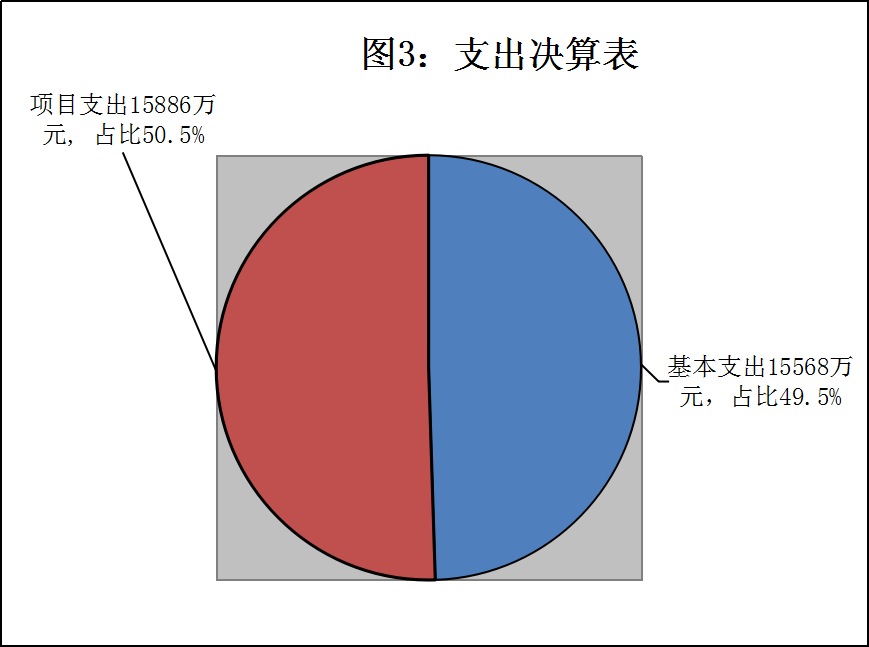 图3：支出决算表
项目支出15886万
元, 占比50.5%
基本支出15568万
元，占比49.5%